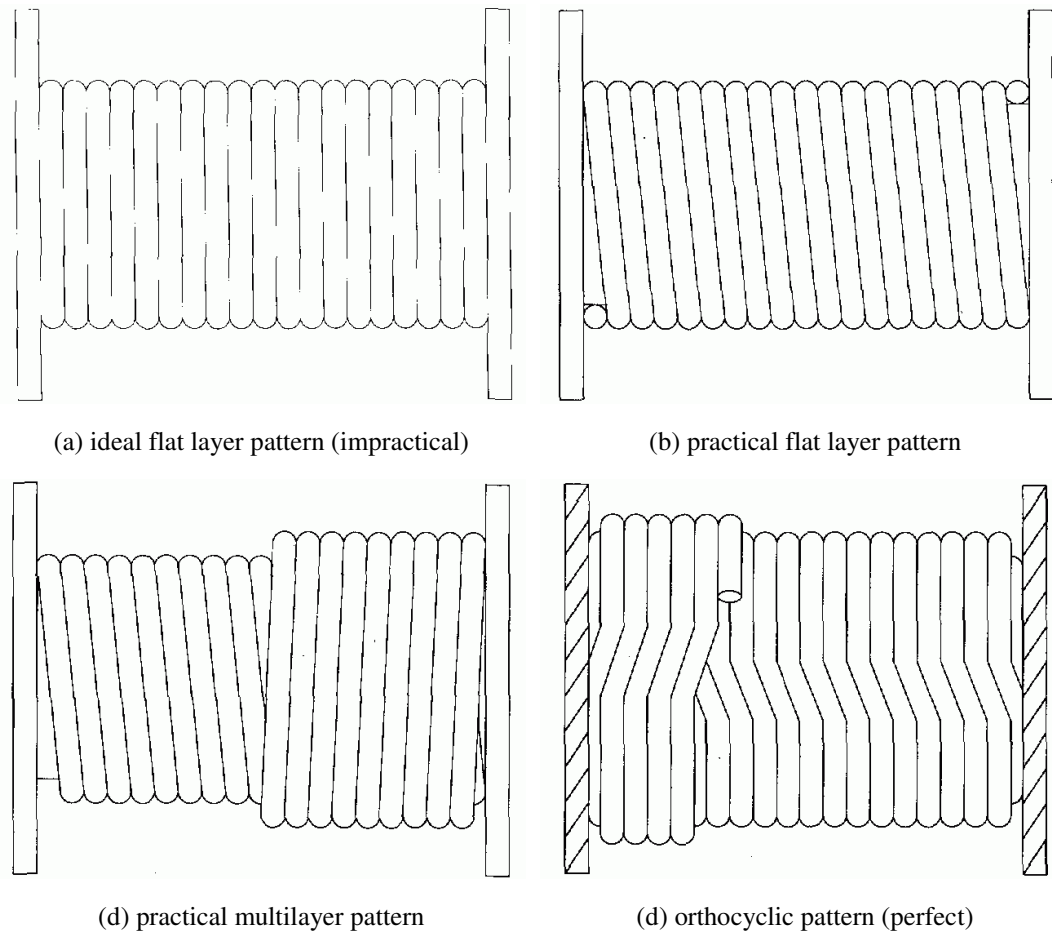 (a) ideal flat layer pattern (impractical)
(b) practical flat layer pattern
(d) practical multilayer pattern
(d) orthocyclic pattern (perfect)